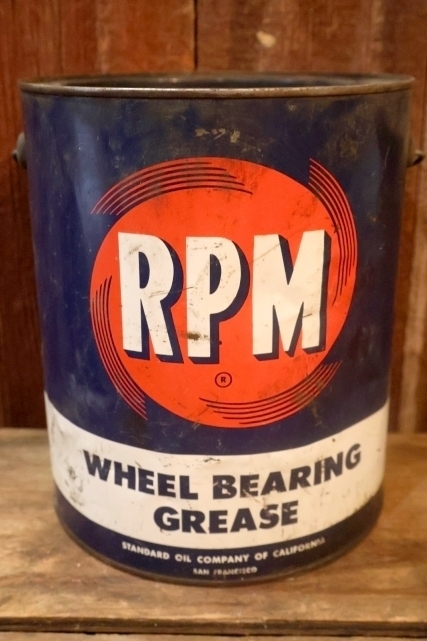 RPM
®
WHEEL BEARING
GREASE
STANDARD OIL COMPANY OF CALIFORNIA
SAN FRANCISCO